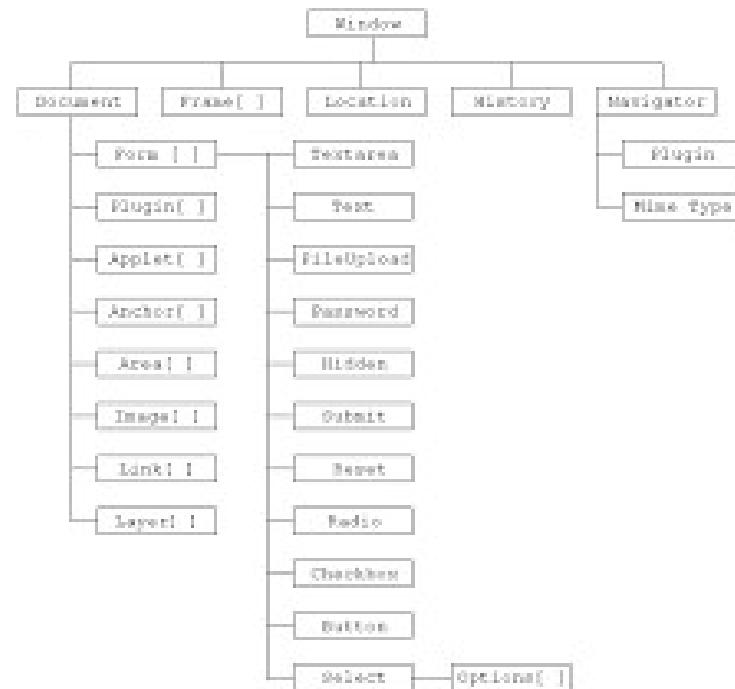 Window
Document Frame[ ] Location History Navigator
Form [ ] Textarea Plugin
Plugin[ ] Text Mime Type
Applet[ ] FileUpload
Anchor[ ] Password
Area[ ] Hidden
Image[ ] Submit
Link[ ] Reset
Layer[ ] Radio
Checkbox
Button
Select Options[ ]